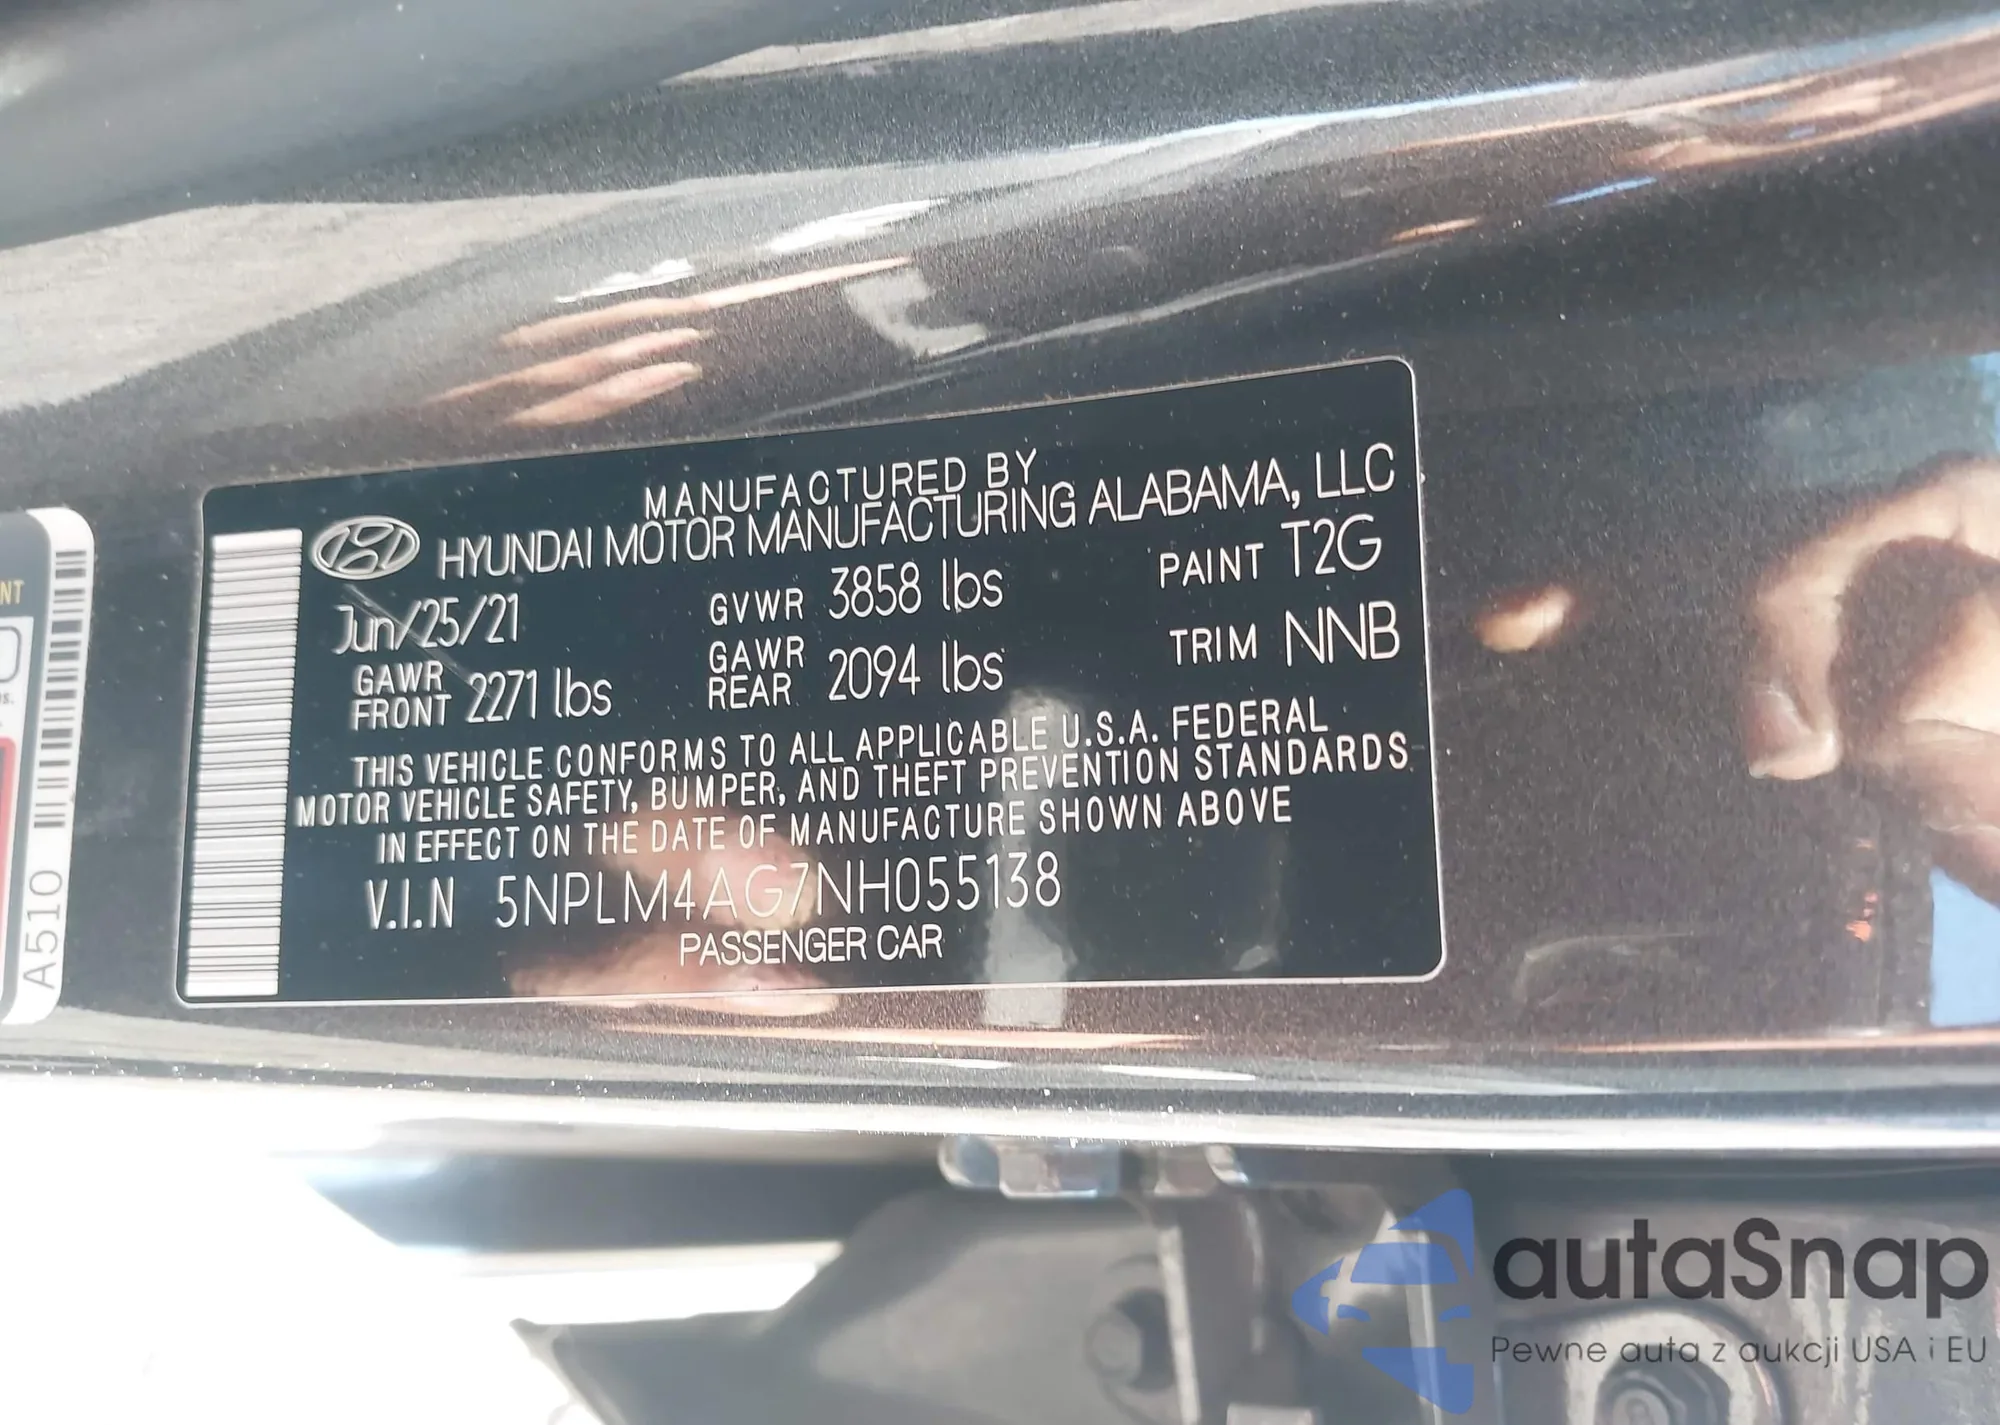 MANUFACTURED BY
HYUNDAI MOTOR MANUFACTURING ALABAMA, LLC
Jun/25/21 GVWR 3858 lbs PAINT T2G
GAWR FRONT 2271 lbs GAWR REAR 2094 lbs TRIM NNB
THIS VEHICLE CONFORMS TO ALL APPLICABLE U.S.A. FEDERAL
MOTOR VEHICLE SAFETY, BUMPER, AND THEFT PREVENTION STANDARDS
IN EFFECT ON THE DATE OF MANUFACTURE SHOWN ABOVE
V.I.N 5NPLM4AG7NH055138
PASSENGER CAR
A510
autaSnap
Pewne auta z aukcji USA i EU